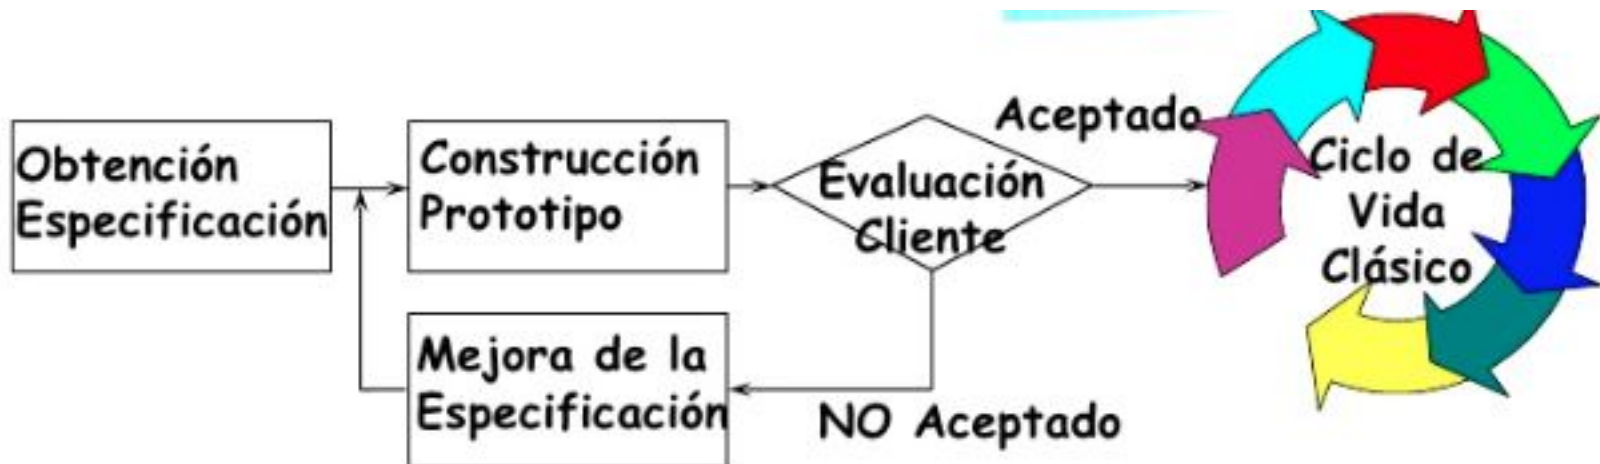 Obtención
Especificación
Construcción
Prototipo
Evaluación
Cliente
Aceptado
Ciclo de
Vida
Clásico
Mejora de la
Especificación
NO Aceptado